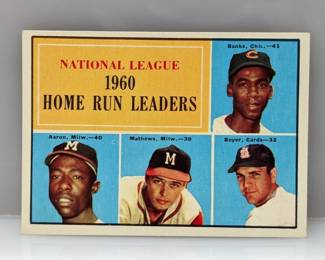 Banks, Chic.—41
NATIONAL LEAGUE
1960
HOME RUN LEADERS
Aaron, Milw.—40
Mathews, Milw.—39
Boyer, Cards—32
C
M
M